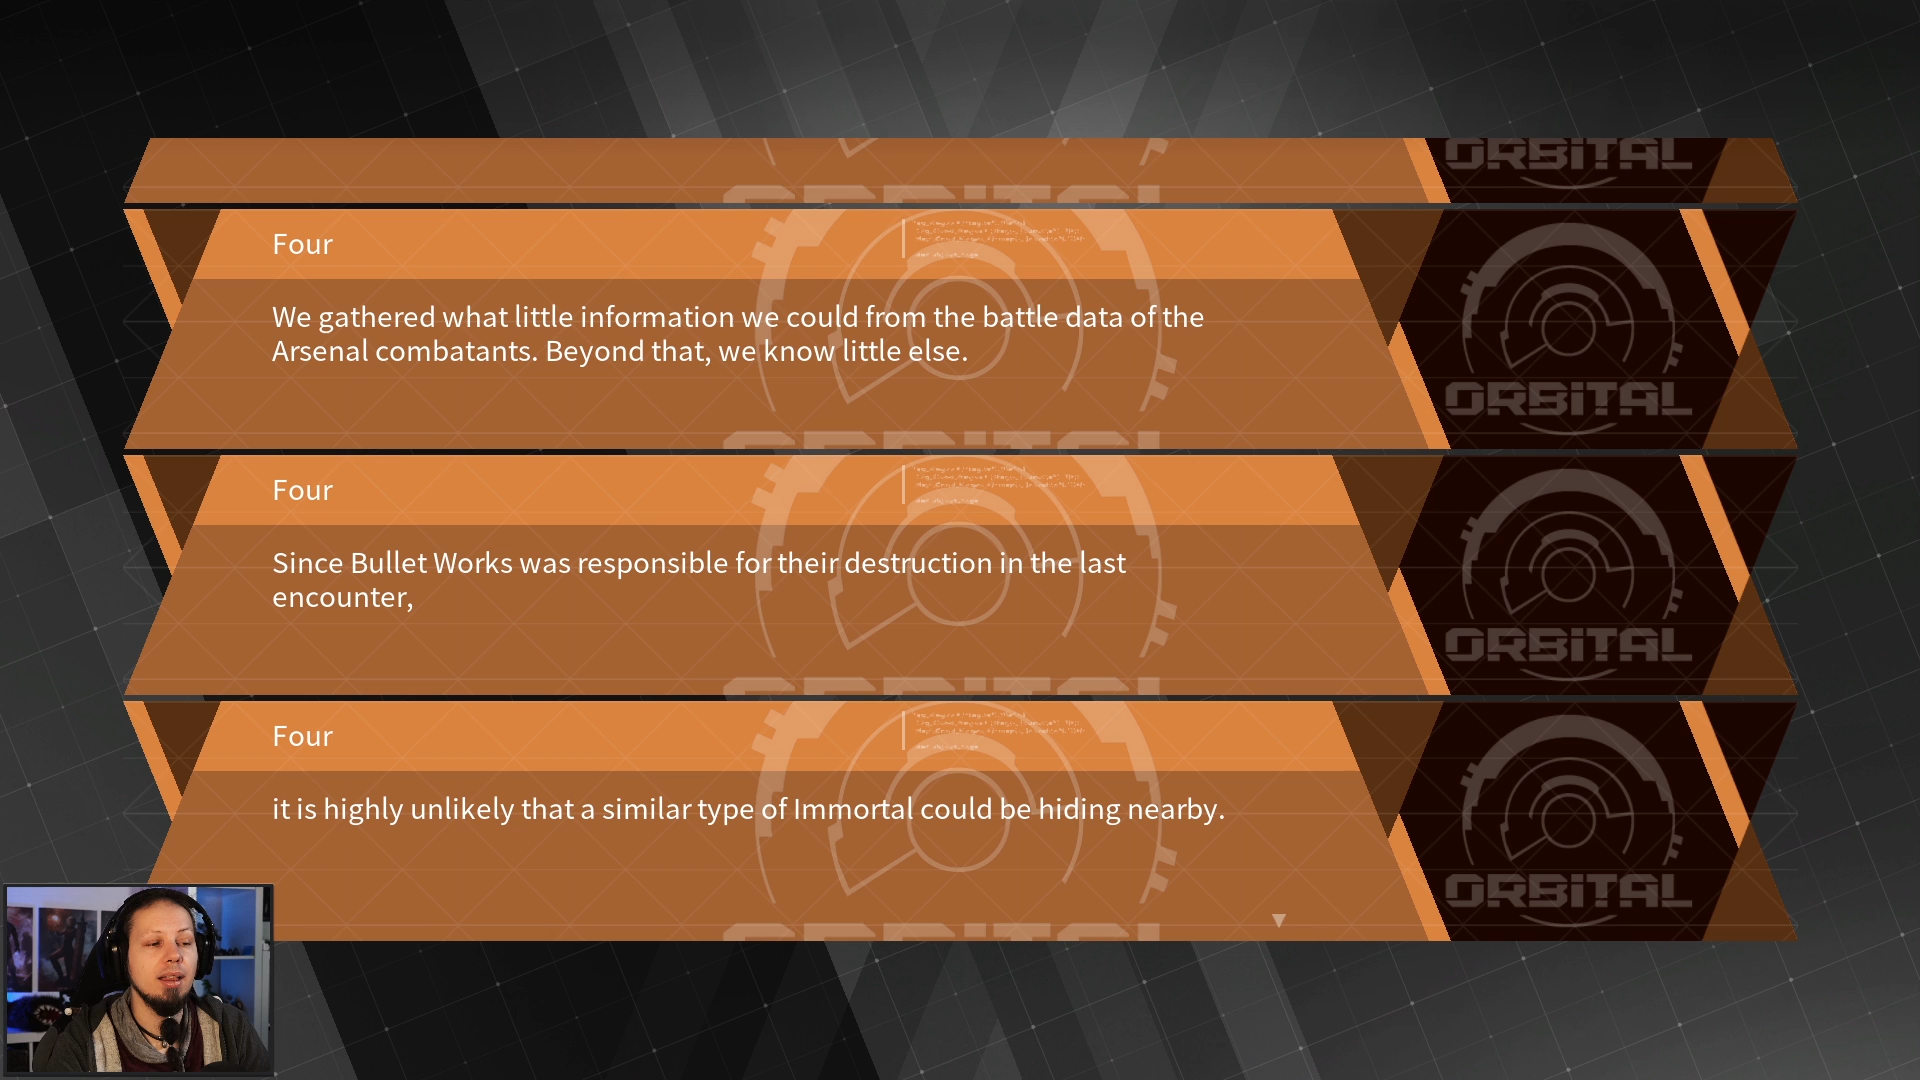 ORBITAL
Four
We gathered what little information we could from the battle data of the
Arsenal combatants. Beyond that, we know little else.
ORBITAL
Four
Since Bullet Works was responsible for their destruction in the last
encounter,
ORBITAL
Four
it is highly unlikely that a similar type of Immortal could be hiding nearby.
ORBITAL